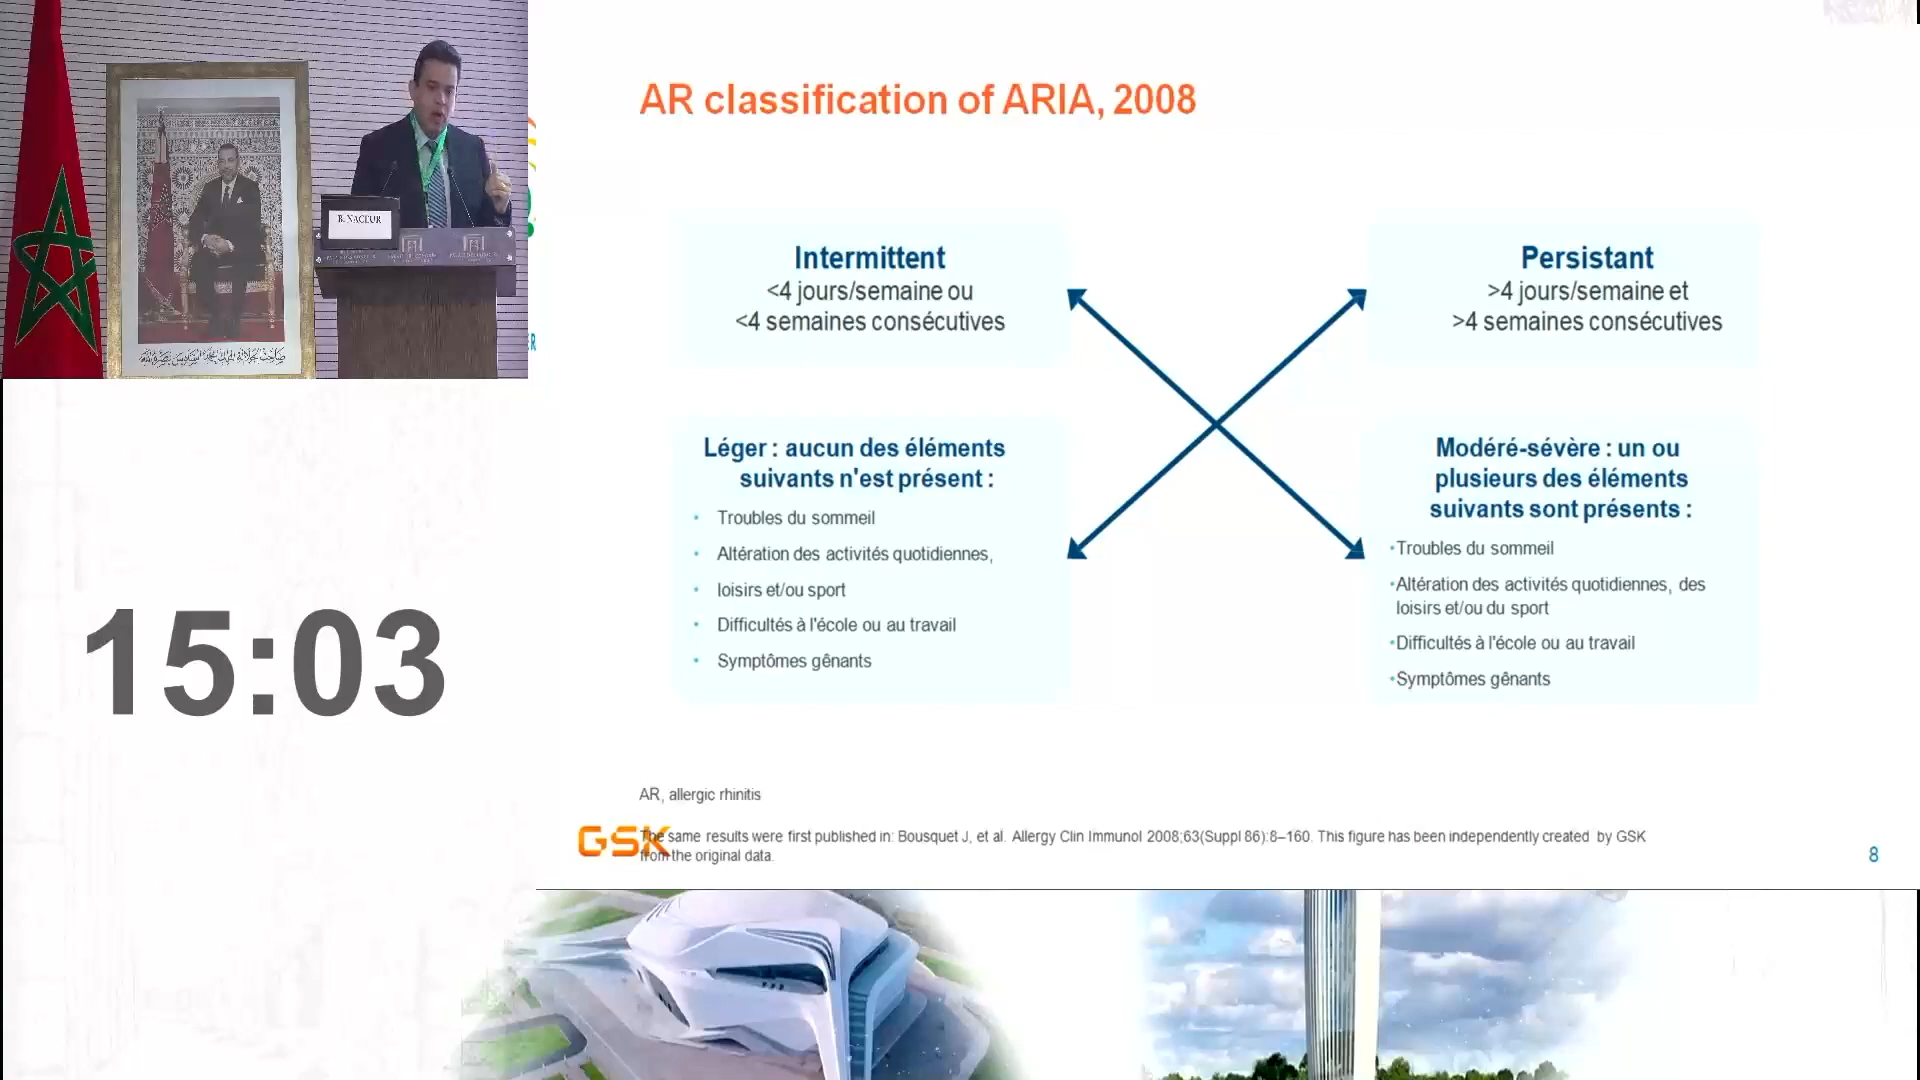 AR classification of ARIA, 2008
B. NACEUR
Intermittent
<4 jours/semaine ou
<4 semaines consécutives
Persistant
>4 jours/semaine et
>4 semaines consécutives
Léger : aucun des éléments
suivants n'est présent :
• Troubles du sommeil
• Altération des activités quotidiennes,
• loisirs et/ou sport
• Difficultés à l'école ou au travail
• Symptômes gênants
Modéré-sévère : un ou
plusieurs des éléments
suivants sont présents :
•Troubles du sommeil
•Altération des activités quotidiennes, des
loisirs et/ou du sport
•Difficultés à l'école ou au travail
•Symptômes gênants
15:03
AR, allergic rhinitis
GSK
The same results were first published in: Bousquet J, et al. Allergy Clin Immunol 2008;63(Suppl 86):8–160. This figure has been independently created by GSK
from the original data.
8